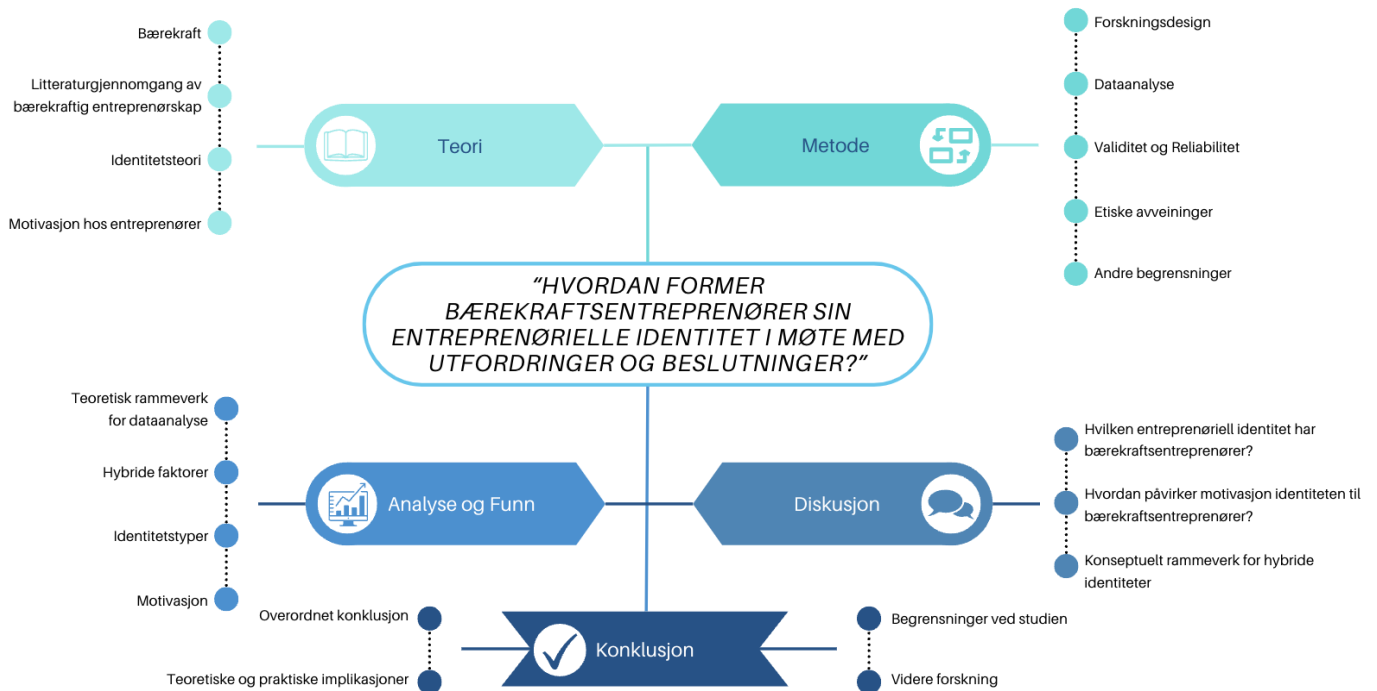 Bærekraft
Litteraturgjennomgang av
bærekraftig entreprenørskap
Identitetsteori
Motivasjon hos entreprenører
Teori
Metode
Forskningsdesign
Dataanalyse
Validitet og Reliabilitet
Etiske avveininger
Andre begrensninger
“HVORDAN FORMER
BÆREKRAFTSENTREPRENØRER SIN
ENTREPRENØRIELLE IDENTITET I MØTE MED
UTFORDRINGER OG BESLUTNINGER?”
Teoretisk rammeverk
for dataanalyse
Hybride faktorer
Identitetstyper
Motivasjon
Analyse og Funn
Diskusjon
Hvilken entreprenøriell identitet har
bærekraftsentreprenører?
Hvordan påvirker motivasjon identiteten til
bærekraftsentreprenører?
Konseptuelt rammeverk for hybride
identiteter
Overordnet konklusjon
Teoretiske og praktiske implikasjoner
Konklusjon
Begrensninger ved studien
Videre forskning